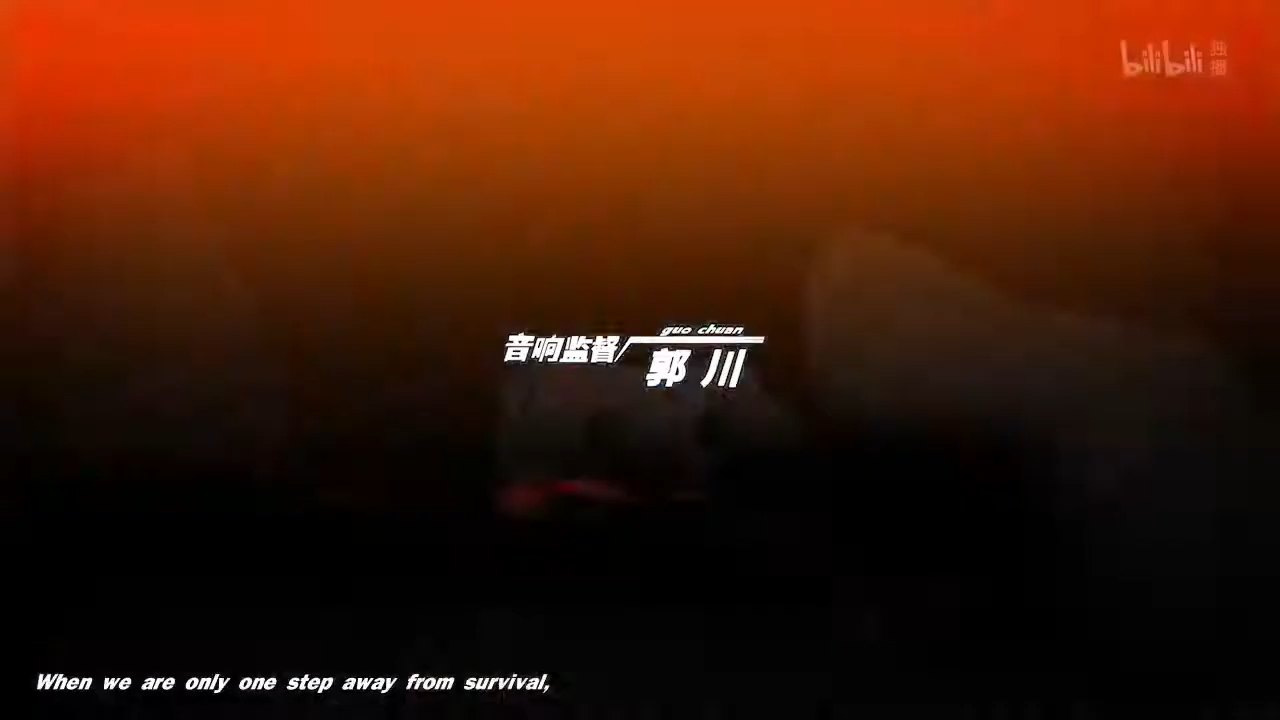 bilibili 独播
guo chuan
音响监督/郭川
When we are only one step away from survival,